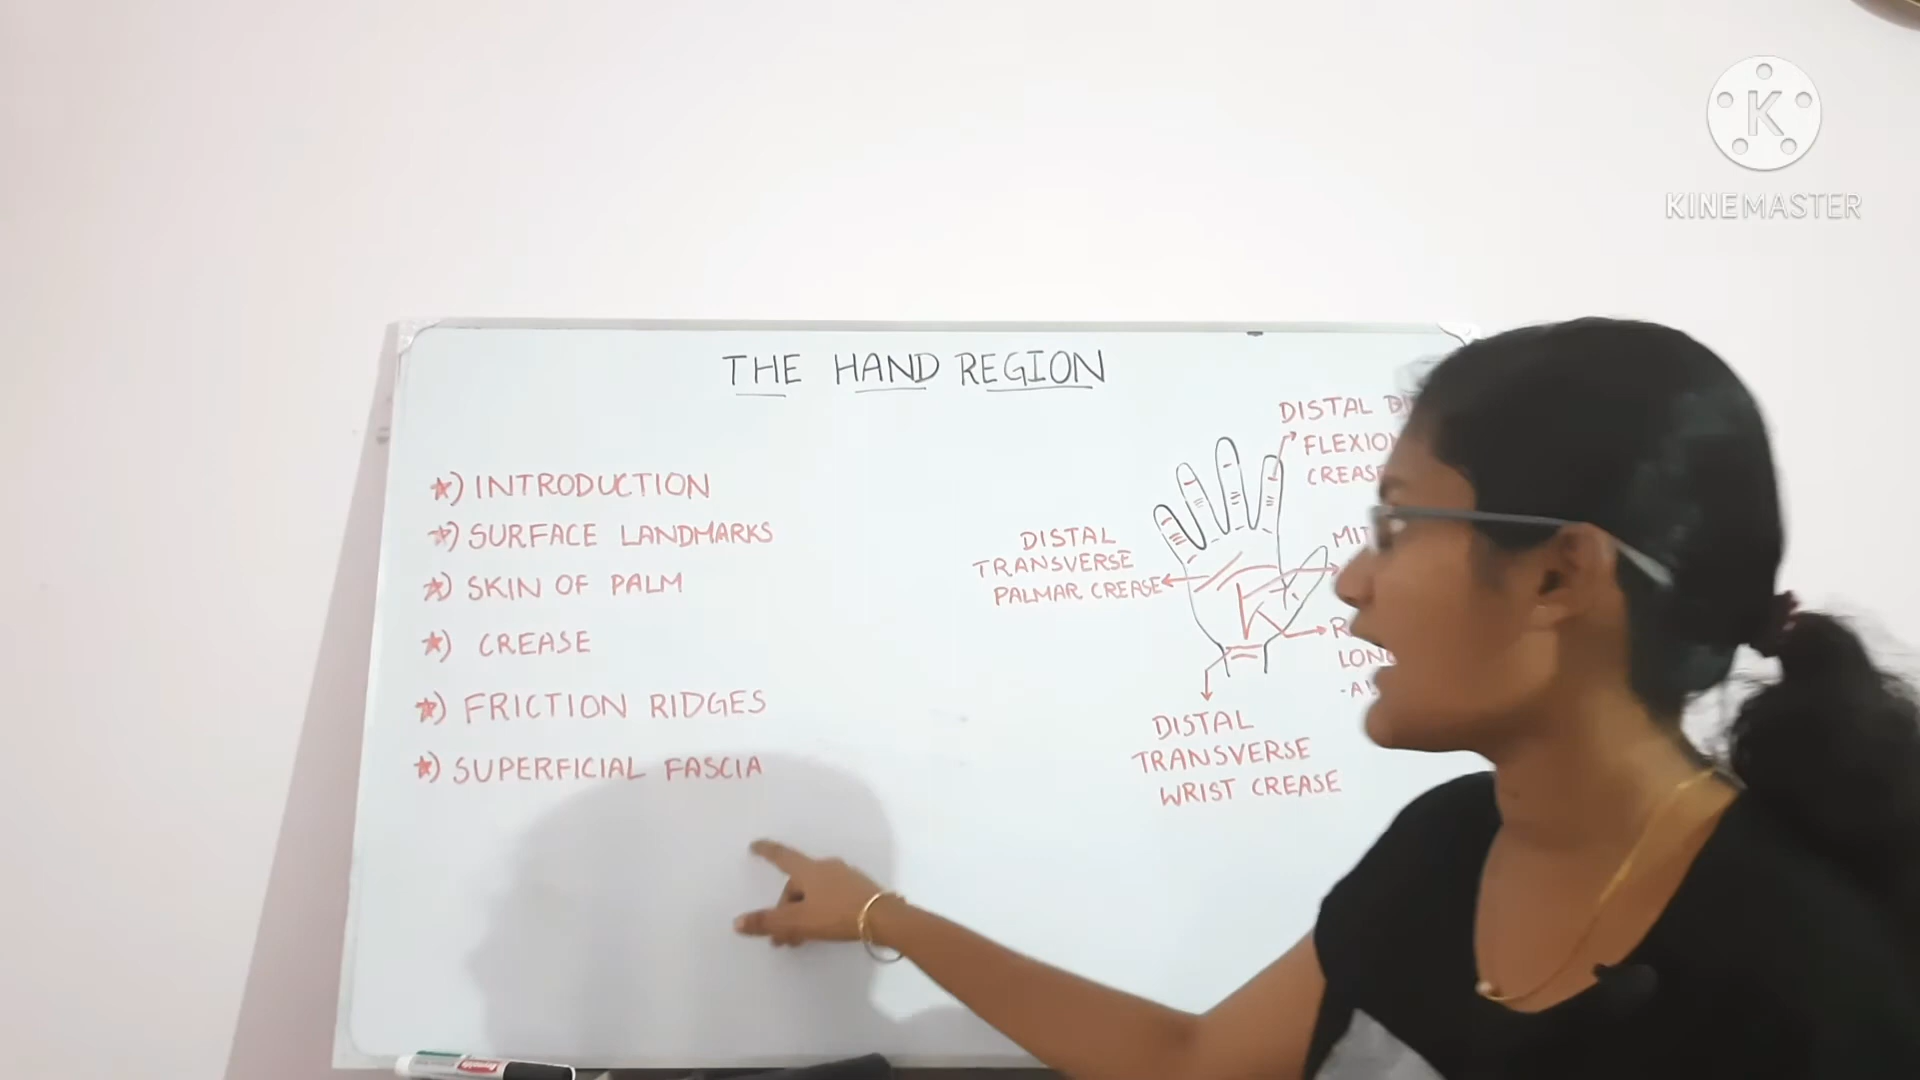 K
KINEMASTER
THE HAND REGION
★) INTRODUCTION
★) SURFACE LANDMARKS
★) SKIN OF PALM
★) CREASE
★) FRICTION RIDGES
★) SUPERFICIAL FASCIA
DISTAL
FLEXION
CREASE
DISTAL
TRANSVERSE
PALMAR CREASE
DISTAL
TRANSVERSE
WRIST CREASE